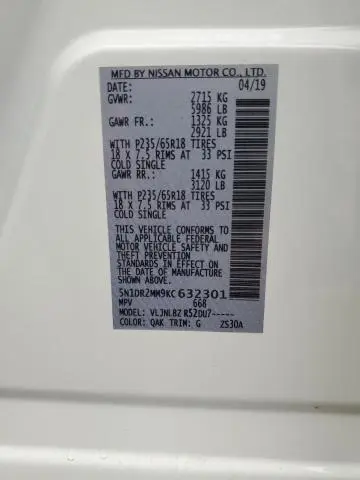 MFD BY NISSAN MOTOR CO., LTD.
DATE: 04/19
GVWR: 2715 KG
5986 LB
GAWR FR.: 1325 KG
2921 LB
WITH P235/65R18 TIRES
18 x 7.5 RIMS AT 33 PSI
COLD SINGLE
GAWR RR.: 1415 KG
3120 LB
WITH P235/65R18 TIRES
18 x 7.5 RIMS AT 33 PSI
COLD SINGLE
THIS VEHICLE CONFORMS TO
ALL APPLICABLE FEDERAL
MOTOR VEHICLE SAFETY AND
THEFT PREVENTION
STANDARDS IN EFFECT ON
THE DATE OF MANUFACTURE
SHOWN ABOVE.
5N1DR2MM9KC632301
MPV 668
MODEL: VLJNLBZ R52DU7-----
COLOR: QAK TRIM: G ZS30A